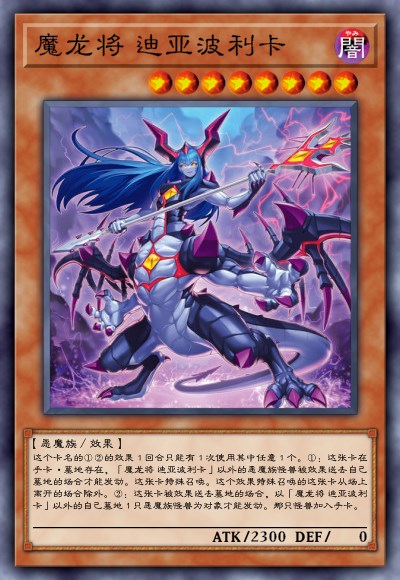 魔龙将 迪亚波利卡
やみ
闇
【恶魔族／效果】
这个卡名的①②的效果1回合只能有1次使用其中任意1个。①：这张卡在
手卡·墓地存在，「魔龙将 迪亚波利卡」以外的恶魔族怪兽被效果送去自己
墓地的场合才能发动。这张卡特殊召唤。这个效果特殊召唤的这张卡从场上
离开的场合除外。②：这张卡被效果送去墓地的场合，以「魔龙将 迪亚波利
卡」以外的自己墓地1只恶魔族怪兽为对象才能发动。那只怪兽加入手卡。
ATK/2300 DEF/ 0